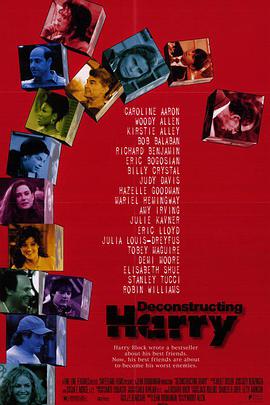 CAROLINE AARON
WOODY ALLEN
KIRSTIE ALLEY
BOB BALABAN
RICHARD BENJAMIN
ERIC BOGOSIAN
BILLY CRYSTAL
JUDY DAVIS
HAZELLE GOODMAN
MARIEL HEMINGWAY
AMY IRVING
JULIE KAVNER
ERIC LLOYD
JULIA LOUIS-DREYFUS
TOBEY MAGUIRE
DEMI MOORE
ELISABETH SHUE
STANLEY TUCCI
ROBIN WILLIAMS
Deconstructing
Harry
Harry Block wrote a bestseller
about his best friends.
Now, his best friends are about
to become his worst enemies.